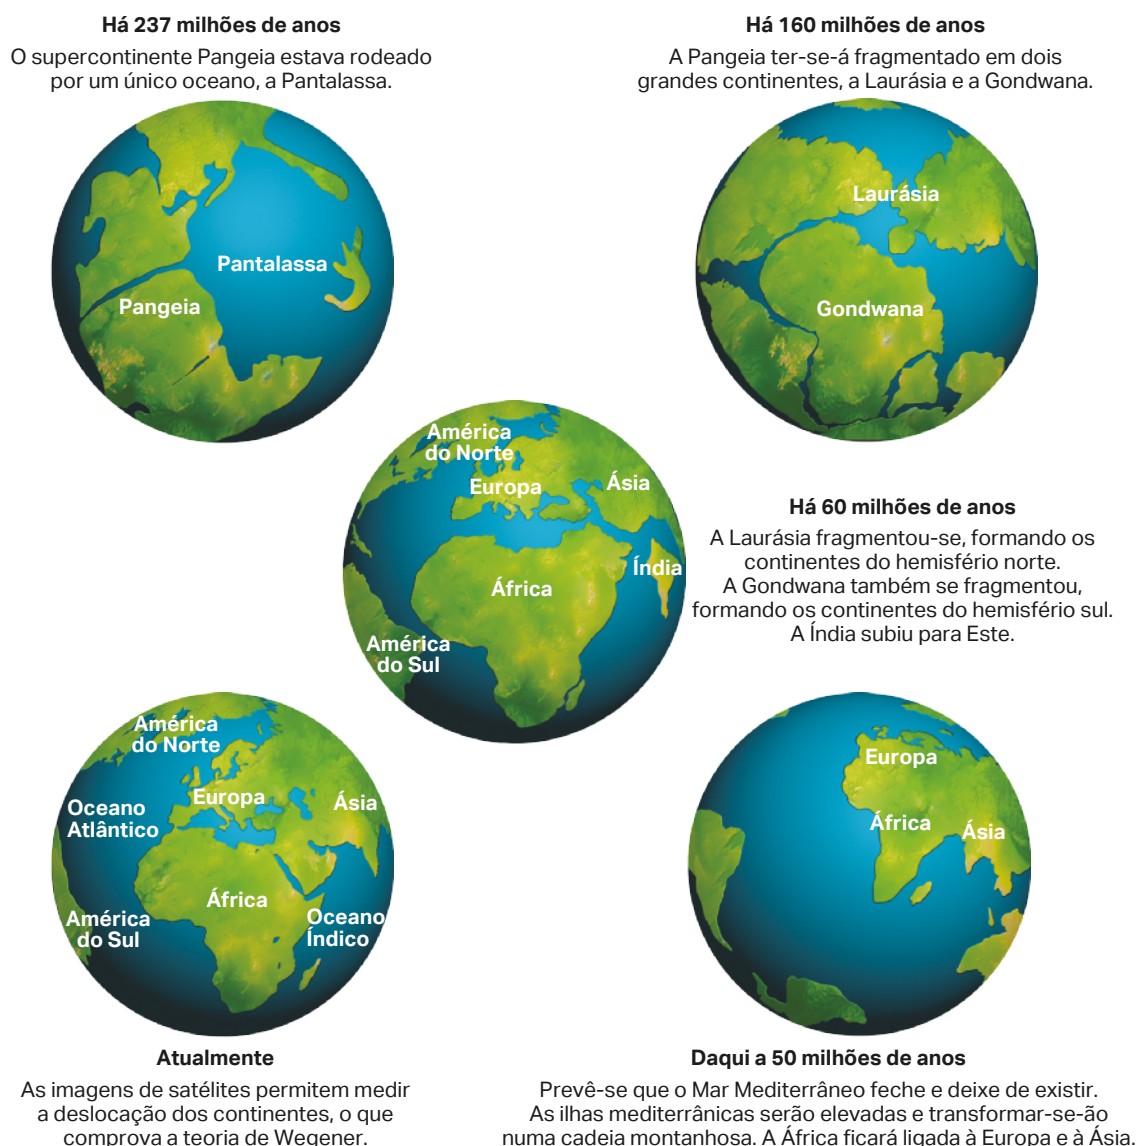 Há 237 milhões de anos
O supercontinente Pangeia estava rodeado
por um único oceano, a Pantalassa.
Pantalassa
Pangeia
Há 160 milhões de anos
A Pangeia ter-se-á fragmentado em dois
grandes continentes, a Laurásia e a Gondwana.
Laurásia
Gondwana
América
do Norte
Europa
Ásia
Índia
África
América
do Sul
Há 60 milhões de anos
A Laurásia fragmentou-se, formando os
continentes do hemisfério norte.
A Gondwana também se fragmentou,
formando os continentes do hemisfério sul.
A Índia subiu para Este.
América
do Norte
Oceano
Atlântico
Europa
Ásia
África
América
do Sul
Oceano
Índico
Atualmente
As imagens de satélites permitem medir
a deslocação dos continentes, o que
comprova a teoria de Wegener.
Europa
África
Ásia
Daqui a 50 milhões de anos
Prevê-se que o Mar Mediterrâneo feche e deixe de existir.
As ilhas mediterrânicas serão elevadas e transformar-se-ão
numa cadeia montanhosa. A África ficará ligada à Europa e à Ásia.